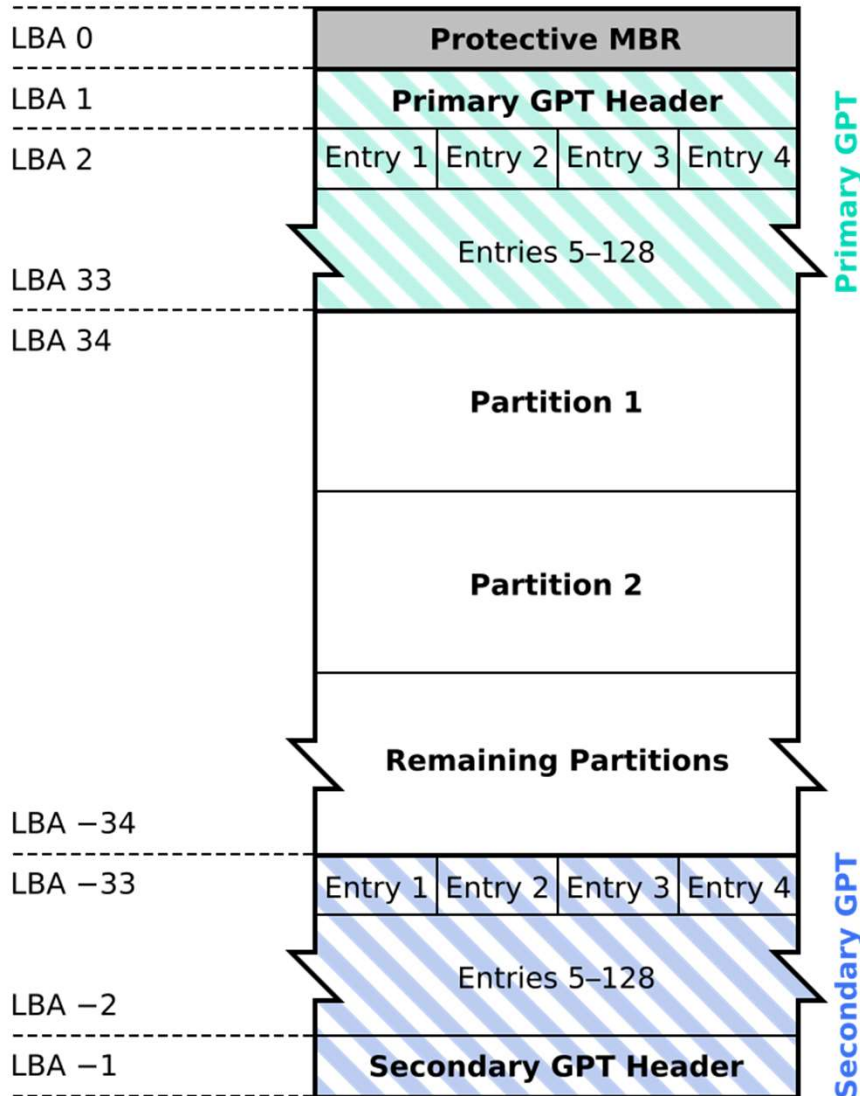 LBA 0
Protective MBR
LBA 1
Primary GPT Header
LBA 2
Entry 1 Entry 2 Entry 3 Entry 4
Entries 5–128
LBA 33
Primary GPT
LBA 34
Partition 1
Partition 2
Remaining Partitions
LBA −34
LBA −33
Entry 1 Entry 2 Entry 3 Entry 4
Entries 5–128
LBA −2
LBA −1
Secondary GPT Header
Secondary GPT